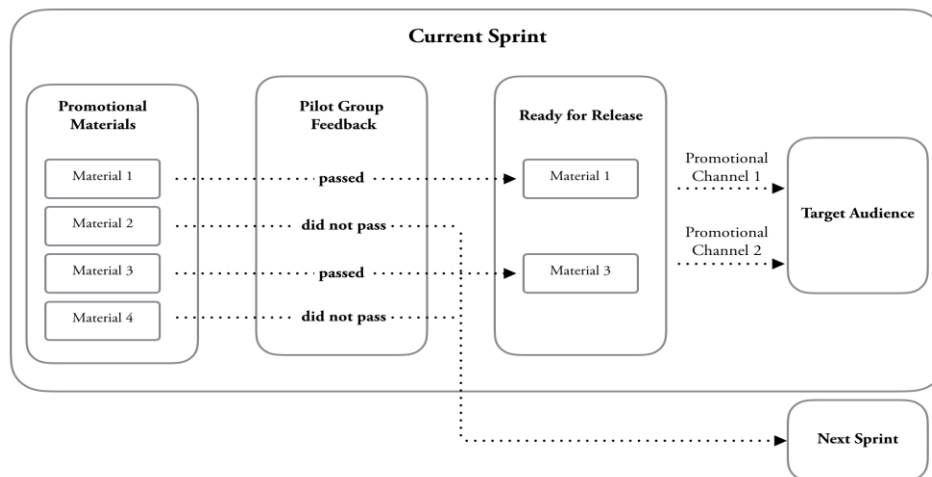 Current Sprint
Promotional
Materials
Pilot Group
Feedback
Ready for Release
Material 1
passed
Material 1
Promotional
Channel 1
Material 2
did not pass
Target Audience
Promotional
Channel 2
Material 3
passed
Material 3
Material 4
did not pass
Next Sprint